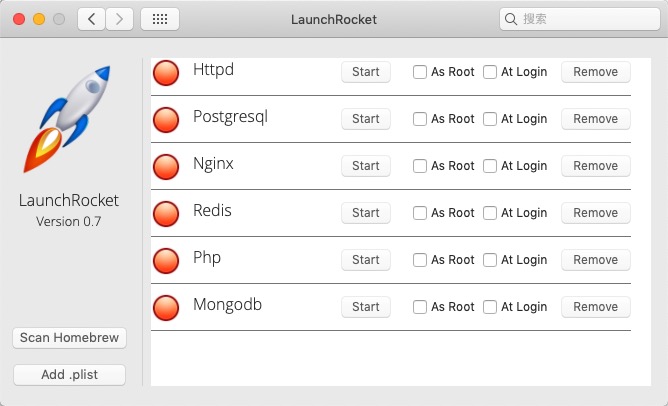 LaunchRocket
搜索
Httpd Start As Root At Login Remove
Postgresql Start As Root At Login Remove
Nginx Start As Root At Login Remove
Redis Start As Root At Login Remove
Php Start As Root At Login Remove
Mongodb Start As Root At Login Remove
LaunchRocket
Version 0.7
Scan Homebrew
Add .plist